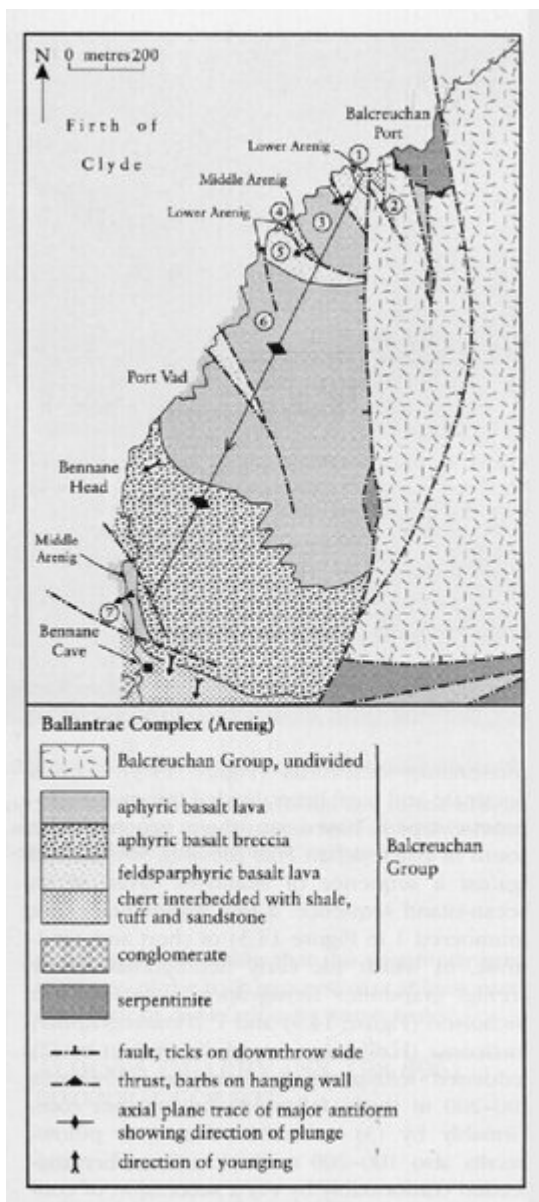 N 0 metres 200
Firth of
Clyde
Balcreuchan
Port
Lower Arenig
1
Middle Arenig
2
3
4
Lower Arenig
5
6
Port Vad
Bennane
Head
Middle
Arenig
7
Bennane
Cave
Ballantrae Complex (Arenig)
Balcreuchan Group, undivided
aphyric basalt lava
aphyric basalt breccia
Balcreuchan
Group
feldsparphyric basalt lava
chert interbedded with shale,
tuff and sandstone
conglomerate
serpentinite
fault, ticks on downthrow side
thrust, barbs on hanging wall
axial plane trace of major antiform
showing direction of plunge
direction of younging